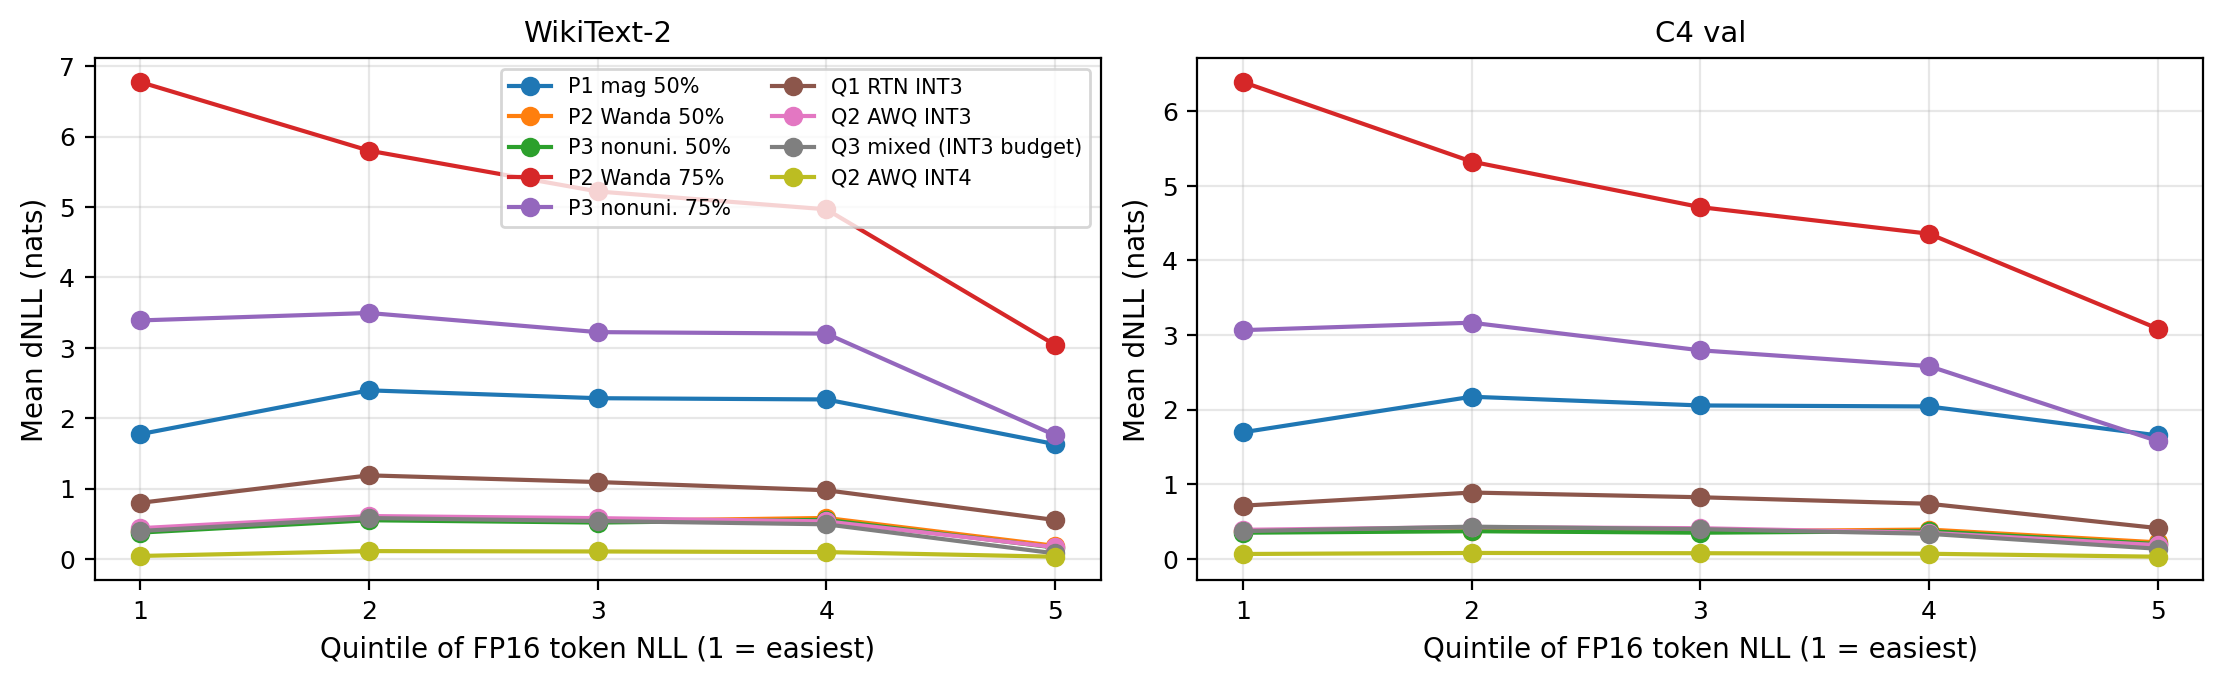 WikiText-2
7
6
5
4
3
2
1
0
Mean dNLL (nats)
P1 mag 50%
P2 Wanda 50%
P3 nonuni. 50%
P2 Wanda 75%
P3 nonuni. 75%
Q1 RTN INT3
Q2 AWQ INT3
Q3 mixed (INT3 budget)
Q2 AWQ INT4
1 2 3 4 5
Quintile of FP16 token NLL (1 = easiest)
C4 val
6
5
4
3
2
1
0
Mean dNLL (nats)
1 2 3 4 5
Quintile of FP16 token NLL (1 = easiest)